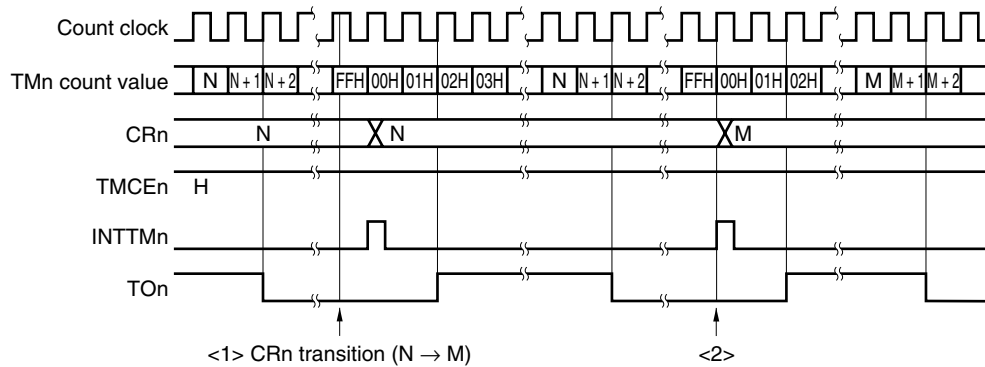 Count clock
TMn count value N N + 1 N + 2 FFH 00H 01H 02H 03H N N + 1 N + 2 FFH 00H 01H 02H M M + 1 M + 2
CRn N N M
TMCEn H
INTTMn
TOn
<1> CRn transition (N → M) <2>